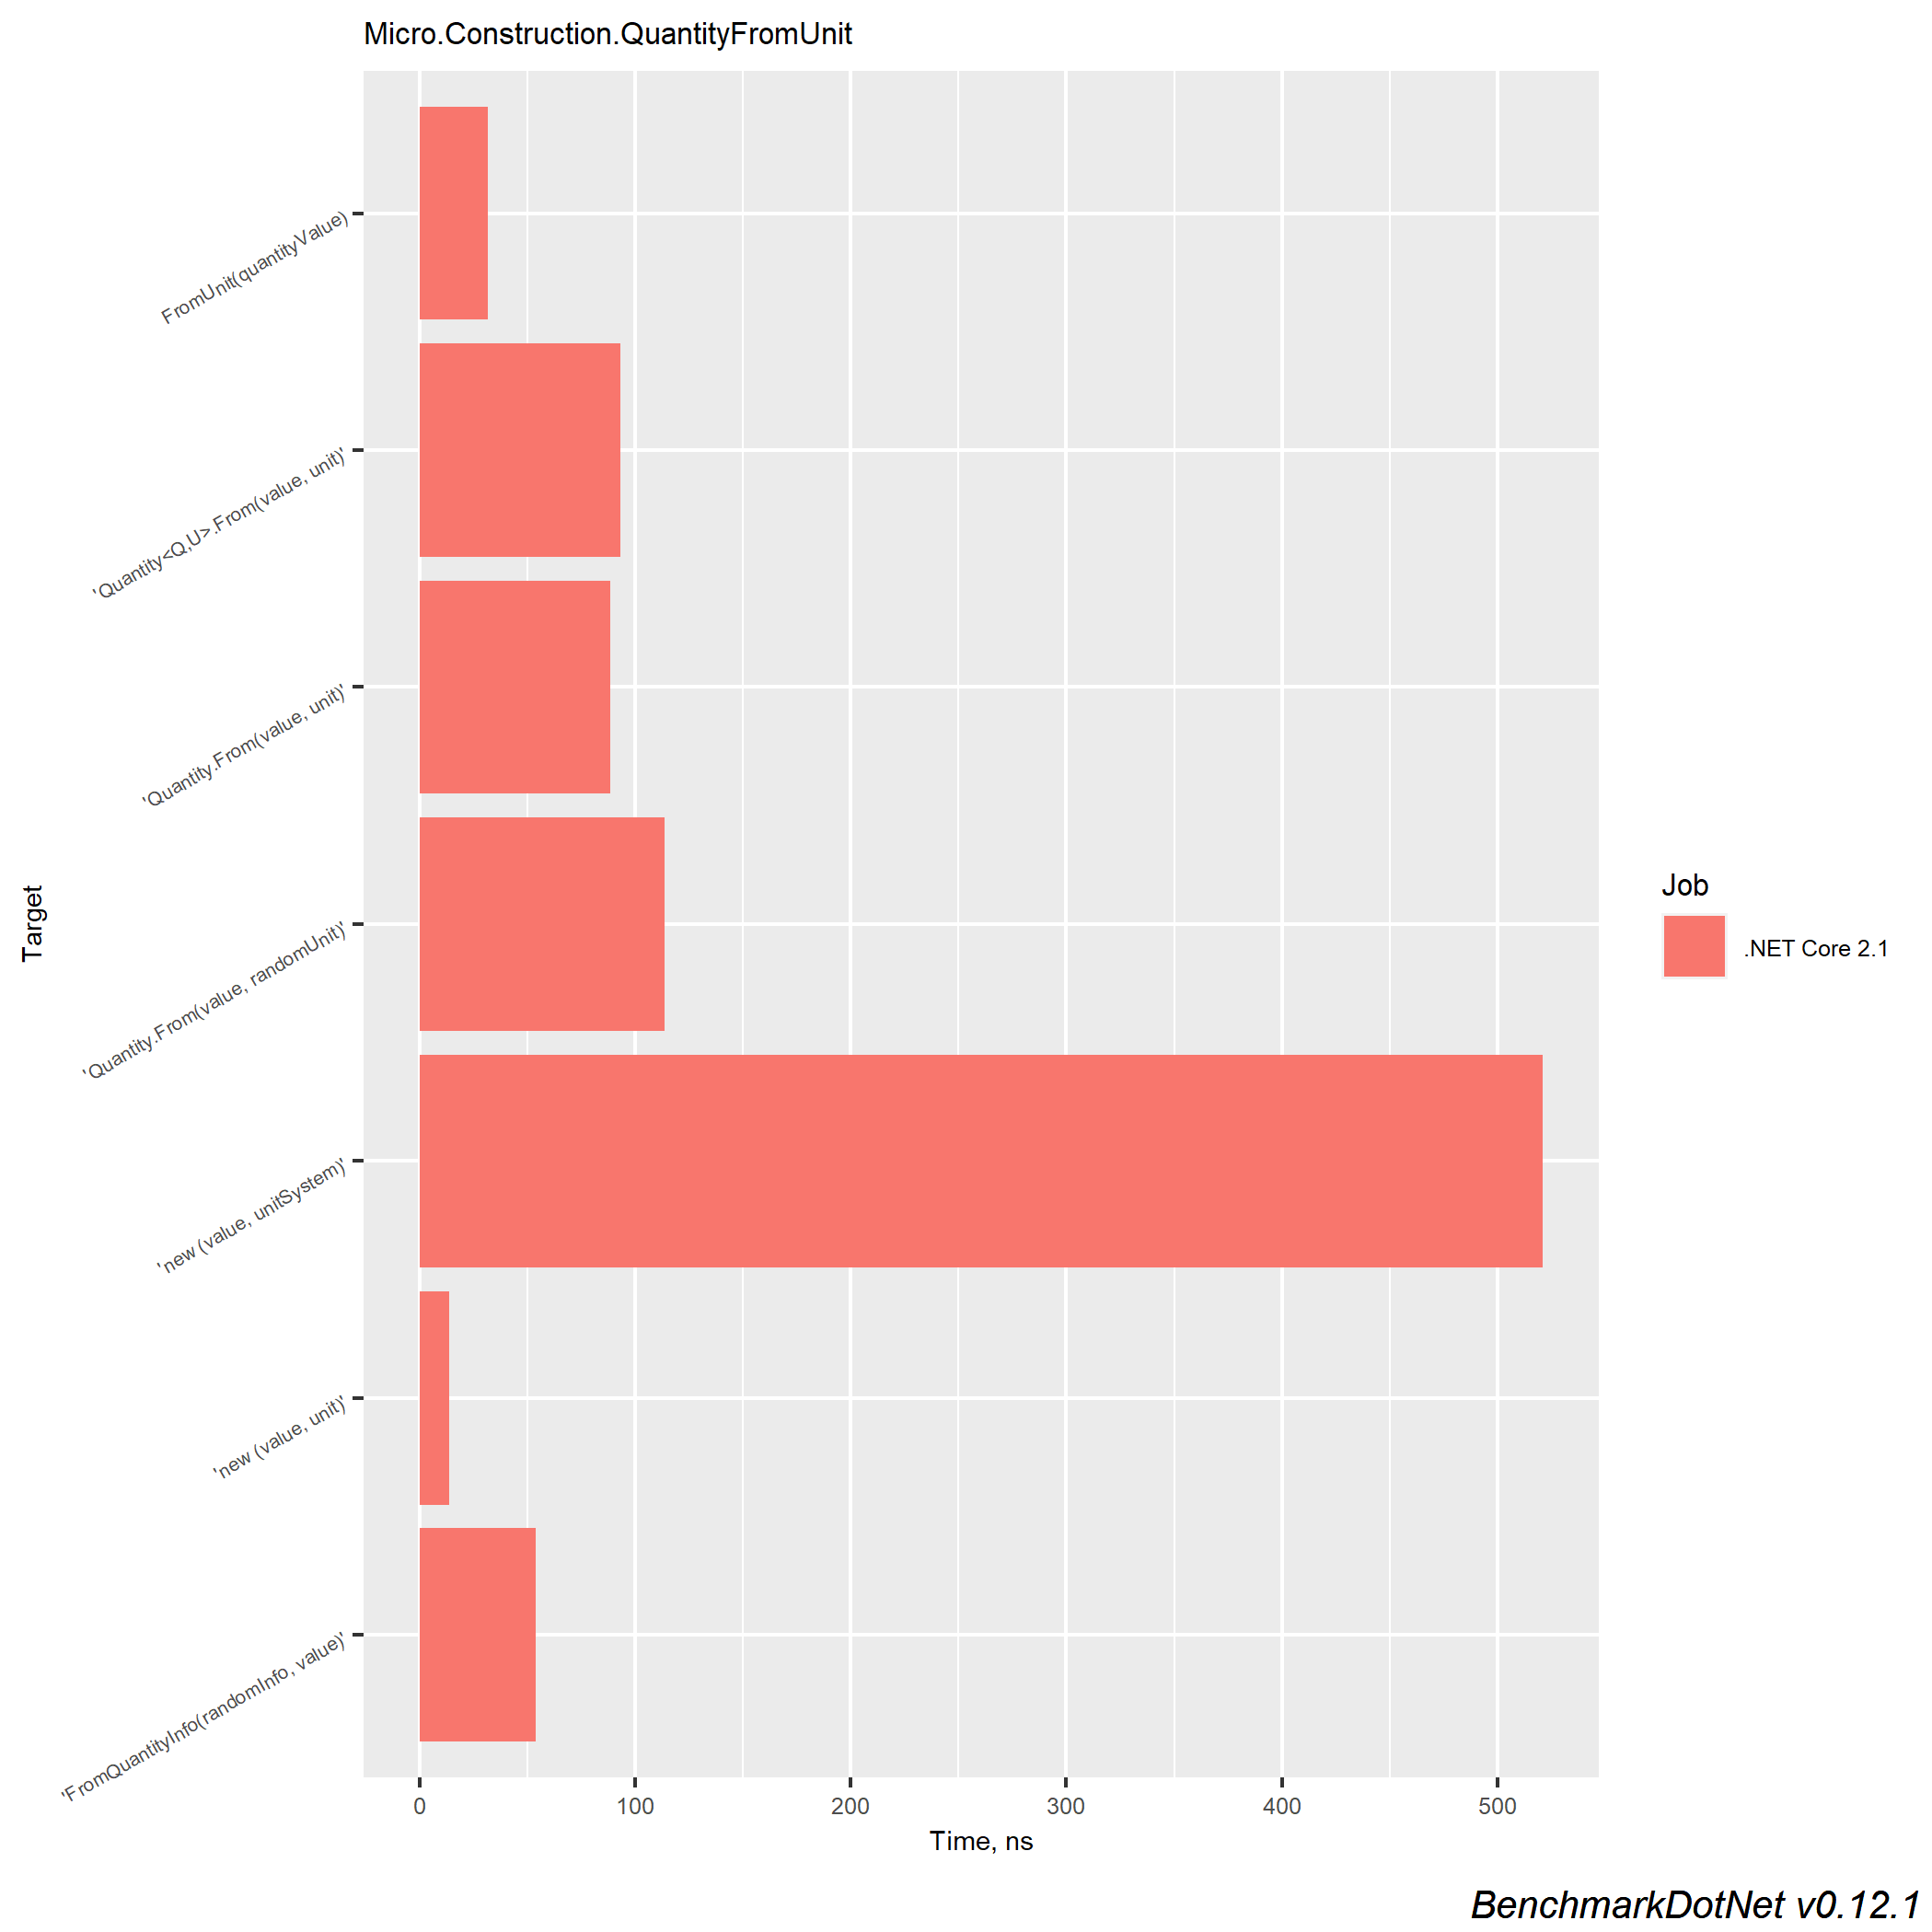 Micro.Construction.QuantityFromUnit
FromUnit(quantityValue)
'Quantity<Q,U>.From(value, unit)'
'Quantity.From(value, unit)'
'Quantity.From(value, randomUnit)'
'new (value, unitSystem)'
'new (value, unit)'
'FromQuantityInfo(randomInfo, value)'
Target
0 100 200 300 400 500
Time, ns
Job
.NET Core 2.1
BenchmarkDotNet v0.12.1